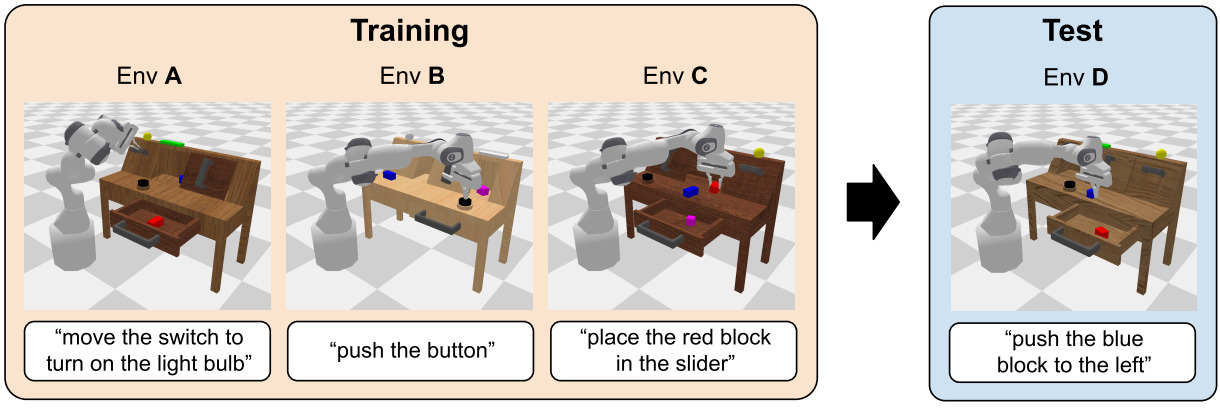 Training
Test
Env A
Env B
Env C
Env D
“move the switch to
turn on the light bulb”
“push the button”
“place the red block
in the slider”
“push the blue
block to the left”